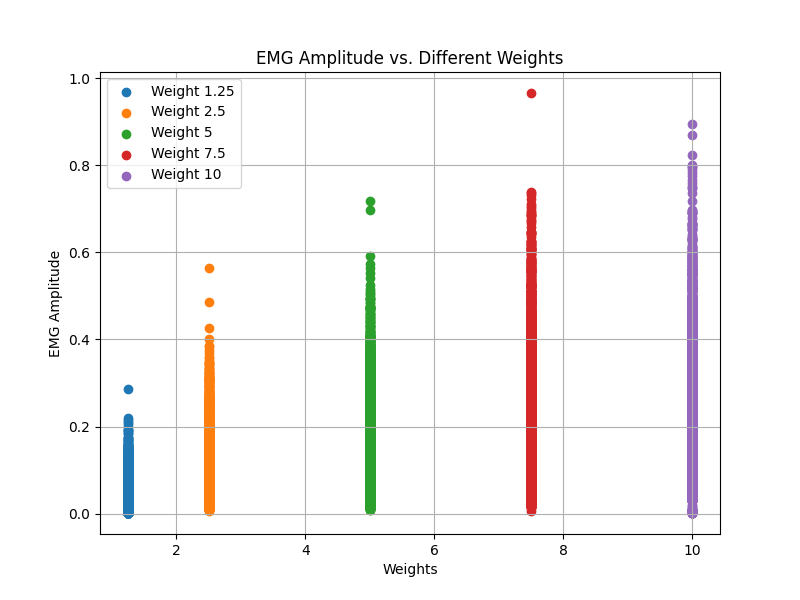 EMG Amplitude vs. Different Weights
1.0
0.8
0.6
0.4
0.2
0.0
EMG Amplitude
Weight 1.25
Weight 2.5
Weight 5
Weight 7.5
Weight 10
2
4
6
8
10
Weights